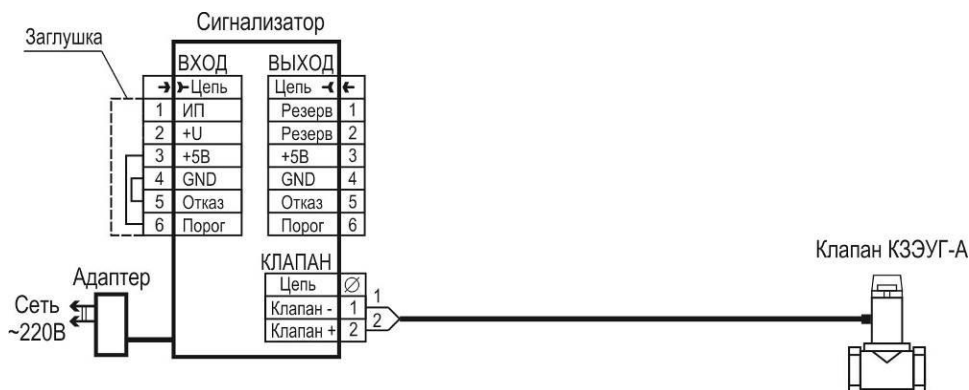 Сигнализатор
Заглушка
ВХОД
Цепь
1 ИП
2 +U
3 +5В
4 GND
5 Отказ
6 Порог
ВЫХОД
Цепь
Резерв 1
Резерв 2
+5В 3
GND 4
Отказ 5
Порог 6
КЛАПАН
Цепь ∅
Клапан - 1
Клапан + 2
1
2
Адаптер
Сеть
~220В
Клапан КЗЭУГ-А